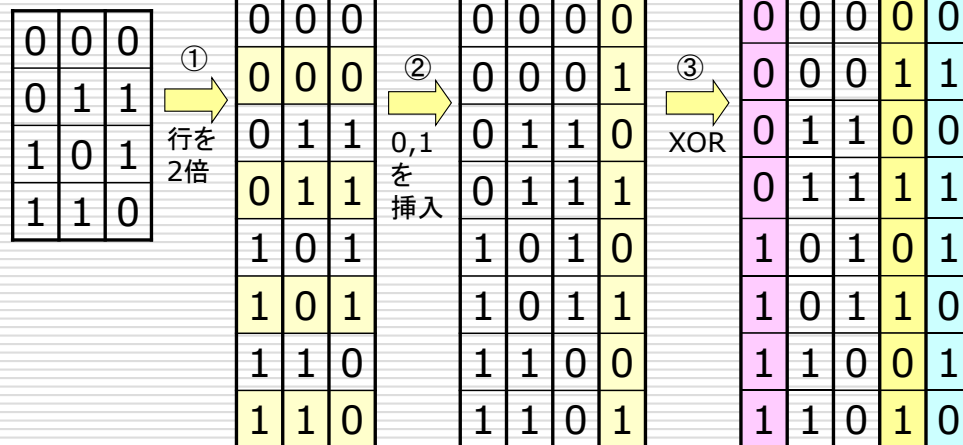 0 0 0
0 1 1
1 0 1
1 1 0
①
行を
2倍
0 0 0
0 0 0
0 1 1
0 1 1
1 0 1
1 0 1
1 1 0
1 1 0
②
0,1
を
挿入
0 0 0 0
0 0 0 1
0 1 1 0
0 1 1 1
1 0 1 0
1 0 1 1
1 1 0 0
1 1 0 1
③
XOR
0 0 0 0 0
0 0 0 1 1
0 1 1 0 0
0 1 1 1 1
1 0 1 0 1
1 0 1 1 0
1 1 0 0 1
1 1 0 1 0